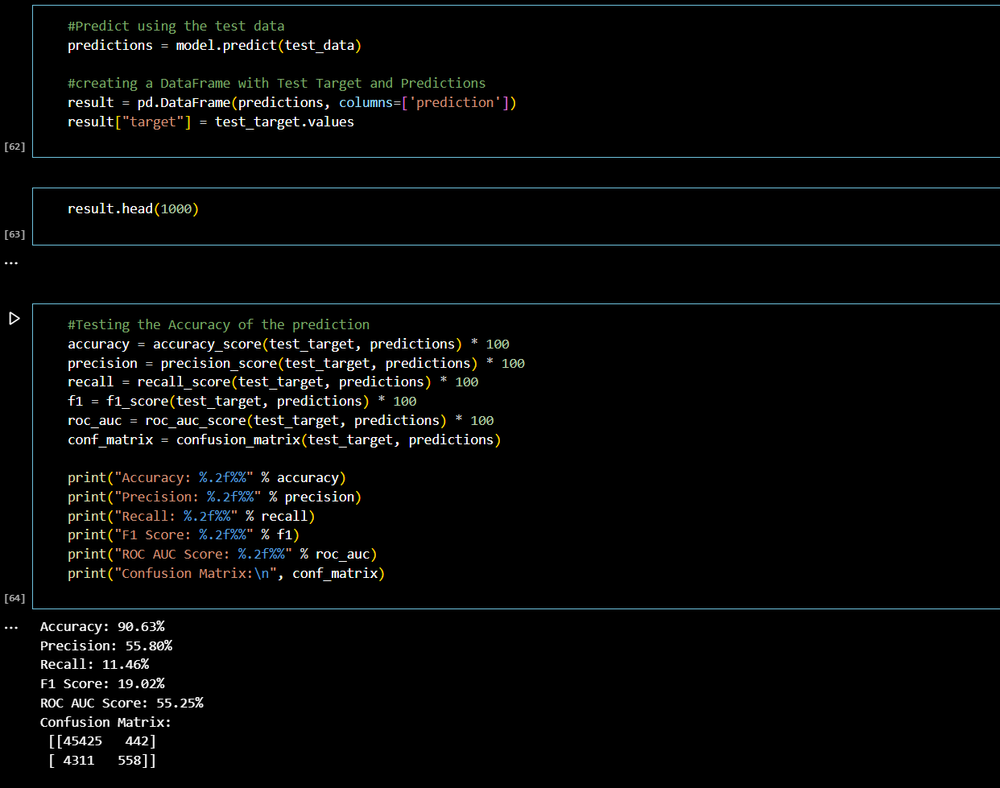 #Predict using the test data
predictions = model.predict(test_data)
#creating a DataFrame with Test Target and Predictions
result = pd.DataFrame(predictions, columns=['prediction'])
result["target"] = test_target.values
[62]
result.head(1000)
[63]
...
#Testing the Accuracy of the prediction
accuracy = accuracy_score(test_target, predictions) * 100
precision = precision_score(test_target, predictions) * 100
recall = recall_score(test_target, predictions) * 100
f1 = f1_score(test_target, predictions) * 100
roc_auc = roc_auc_score(test_target, predictions) * 100
conf_matrix = confusion_matrix(test_target, predictions)
print("Accuracy: %.2f%%" % accuracy)
print("Precision: %.2f%%" % precision)
print("Recall: %.2f%%" % recall)
print("F1 Score: %.2f%%" % f1)
print("ROC AUC Score: %.2f%%" % roc_auc)
print("Confusion Matrix:\n", conf_matrix)
[64]
... Accuracy: 90.63%
Precision: 55.80%
Recall: 11.46%
F1 Score: 19.02%
ROC AUC Score: 55.25%
Confusion Matrix:
[[45425   442]
[ 4311   558]]